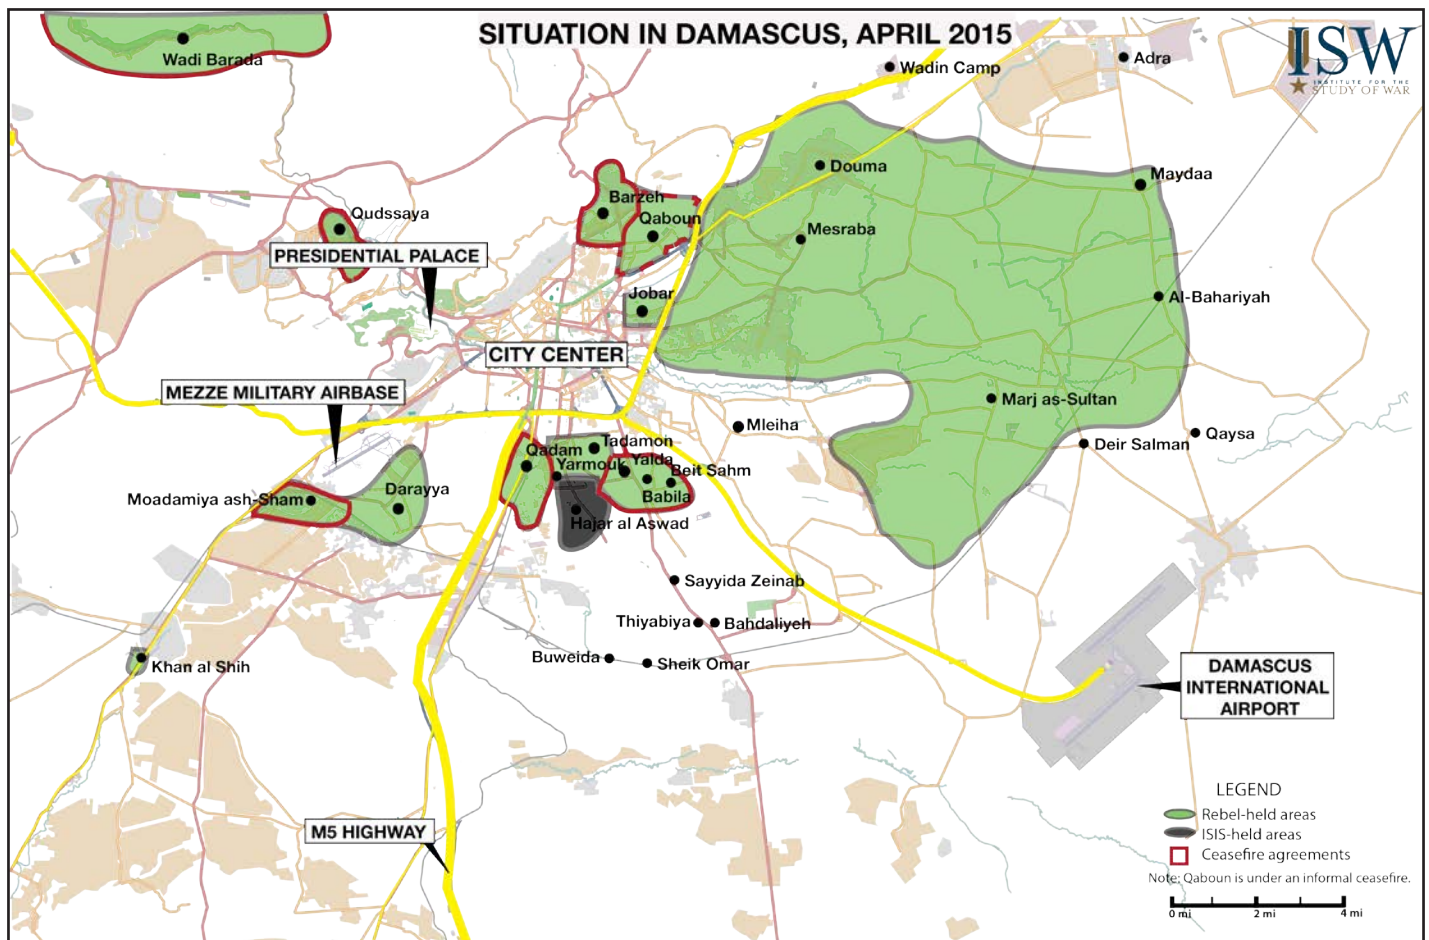 SITUATION IN DAMASCUS, APRIL 2015
ISW
INSTITUTE FOR THE
STUDY OF WAR
Wadi Barada
Wadin Camp
Adra
Douma
Maydaa
Barzeh
Qudssaya
Qaboun
Mesraba
PRESIDENTIAL PALACE
Jobar
Al-Bahariyah
CITY CENTER
MEZZE MILITARY AIRBASE
Marj as-Sultan
Mleiha
Qaysa
Deir Salman
Tadamon
Qadam
Yarmouk
Yalda
Beit Sahm
Babila
Darayya
Moadamiya ash-Sham
Hajar al Aswad
Sayyida Zeinab
Thiyabiya
Bahdaliyeh
Buweida
Sheik Omar
Khan al Shih
DAMASCUS
INTERNATIONAL
AIRPORT
M5 HIGHWAY
LEGEND
Rebel-held areas
ISIS-held areas
Ceasefire agreements
Note: Qaboun is under an informal ceasefire.
0 mi
2 mi
4 mi